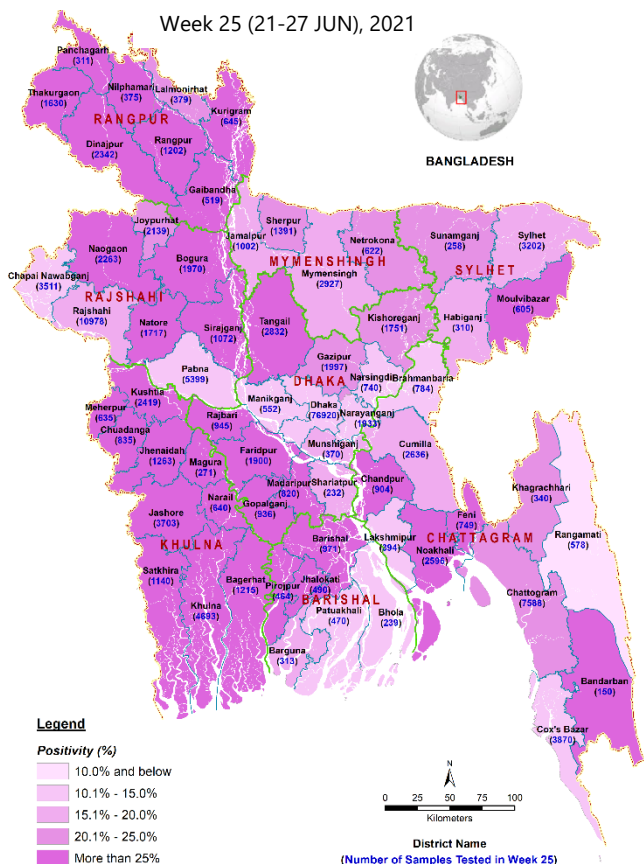 Week 25 (21-27 JUN), 2021
BANGLADESH
Panchagarh
(311)
Thakurgaon
(1630)
Nilphamari
(375)
Lalmonirhat
(379)
Kurigram
(645)
RANGPUR
Dinajpur
(2342)
Rangpur
(1202)
Gaibandha
(519)
Joypurhat
(2139)
Naogaon
(2263)
Bogura
(1970)
Chapai Nawabganj
(3511)
RAJSHAHI
Rajshahi
(10978)
Natore
(1717)
Sirajganj
(1072)
Pabna
(5399)
Jamalpur
(1002)
Sherpur
(1391)
Netrokona
(622)
MYMENSINGH
Mymensingh
(2927)
Sunamganj
(258)
Sylhet
(3202)
SYLHET
Habiganj
(310)
Moulvibazar
(605)
Tangail
(2832)
Kishoreganj
(1751)
Gazipur
(1997)
DHAKA
Narsingdi
(740)
Brahmanbaria
(784)
Manikganj
(552)
Dhaka
(76920)
Narayanganj
(1933)
Munshiganj
(370)
Cumilla
(2636)
Kushtia
(2419)
Meherpur
(635)
Chuadanga
(835)
Jhenaidah
(1263)
Magura
(271)
Rajbari
(945)
Faridpur
(1900)
Madaripur
(820)
Shariatpur
(232)
Chandpur
(904)
Narail
(640)
Gopalganj
(936)
Jashore
(3703)
KHULNA
Satkhira
(1140)
Khulna
(4693)
Bagerhat
(1215)
Pirojpur
(464)
Barishal
(971)
Jhalokati
(490)
BARISHAL
Patuakhali
(470)
Bhola
(239)
Barguna
(313)
Lakshmipur
(394)
Noakhali
(2596)
Feni
(749)
CHATTAGRAM
Khagrachhari
(340)
Rangamati
(578)
Chattogram
(7588)
Bandarban
(150)
Cox's Bazar
(3870)
Legend
Positivity (%)
10.0% and below
10.1% - 15.0%
15.1% - 20.0%
20.1% - 25.0%
More than 25%
N
0 25 50 75 100
Kilometers
District Name
(Number of Samples Tested in Week 25)